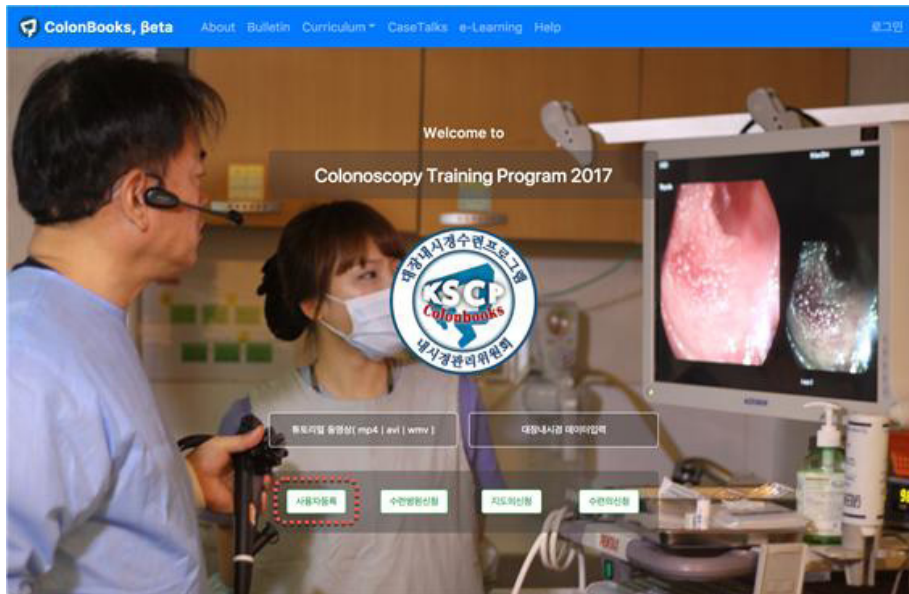 ColonBooks, βeta
About Bulletin Curriculum CaseTalks e-Learning Help
로그인
Welcome to
Colonoscopy Training Program 2017
대장내시경수련프로그램
KSCP
Colonbooks
내시경관리위원회
튜토리얼 동영상( mp4 | avi | wmv )
대장내시경 데이터입력
사용자등록
수련병원신청
지도의신청
수련의신청
PENTAX